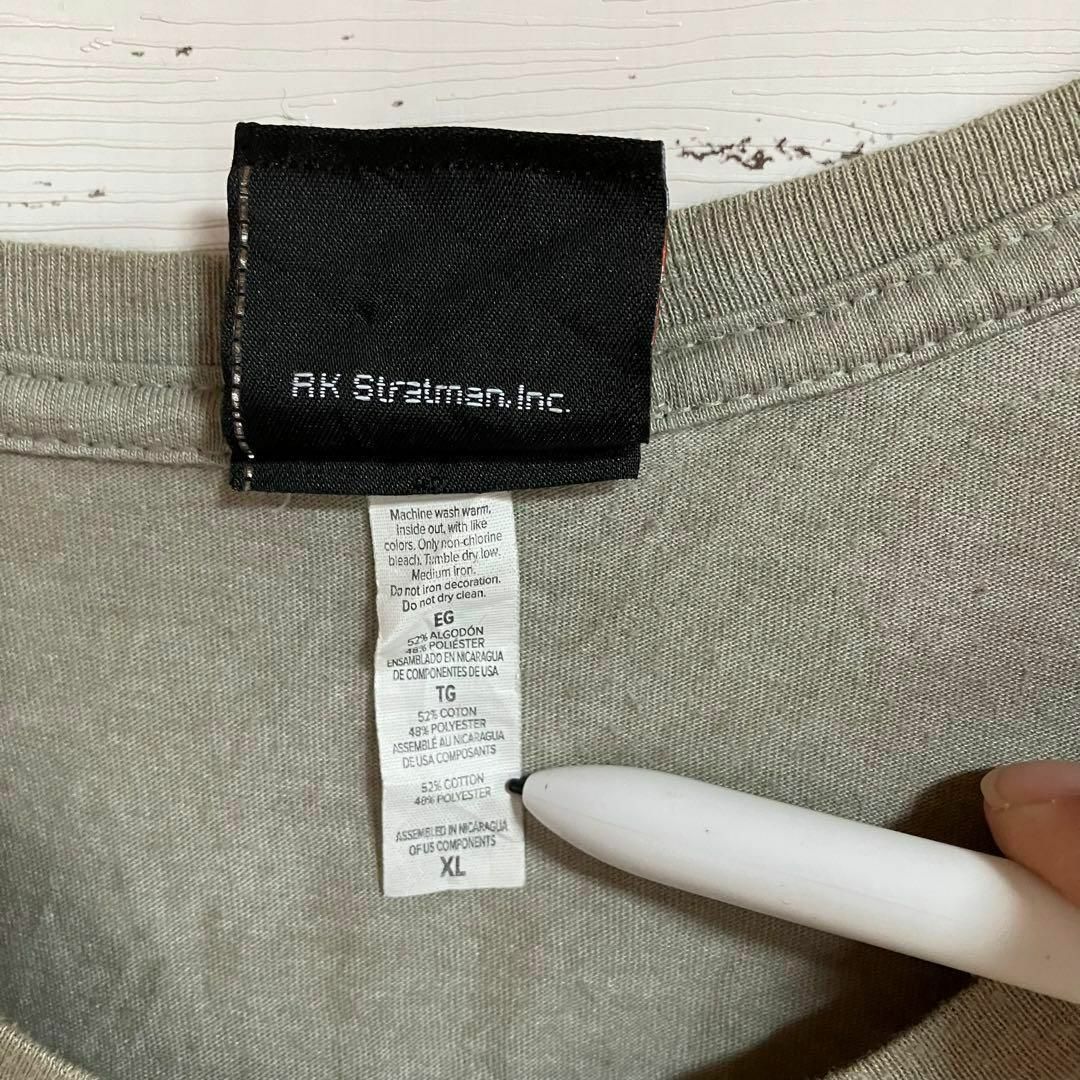 RK Stratman, Inc.
Machine wash warm,
Inside out, with like
colors. Only non-chlorine
bleach. Tumble dry low.
Medium Iron.
Do not iron decoration.
Do not dry clean.
EG
52% ALGODÓN
48% POLIÉSTER
ENSAMBLADO EN NICARAGUA
DE COMPONENTES DE USA
TG
52% COTON
48% POLYESTER
ASSEMBLÉ AU NICARAGUA
DE USA COMPOSANTS
52% COTTON
48% POLYESTER
ASSEMBLED IN NICARAGUA
OF US COMPONENTS
XL